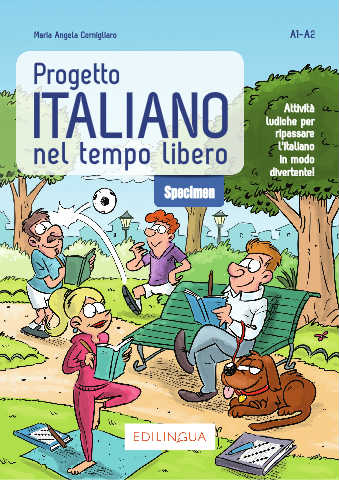 Maria Angela Cernigliaro
A1-A2
Progetto
ITALIANO
nel tempo libero
Attività
ludiche per
ripassare
l'italiano
in modo
divertente!
Specimen
EDILINGUA